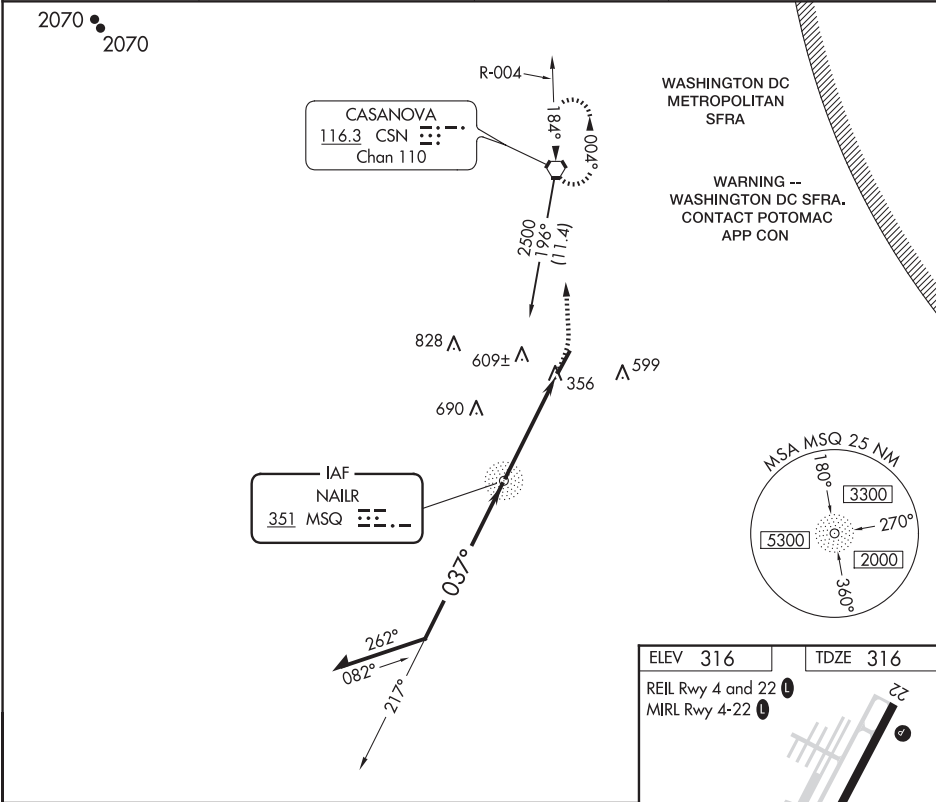 2070
2070
R-004
184°
004°
WASHINGTON DC
METROPOLITAN
SFRA
CASANOVA
116.3 CSN
Chan 110
WARNING --
WASHINGTON DC SFRA.
CONTACT POTOMAC
APP CON
2500
196°
(11.4)
828
609±
356
599
690
IAF
NAILR
351 MSQ
MSA MSQ 25 NM
180°
3300
270°
5300
2000
360°
037°
262°
082°
217°
ELEV 316
TDZE 316
REIL Rwy 4 and 22 L
MIRL Rwy 4-22 L
22
P